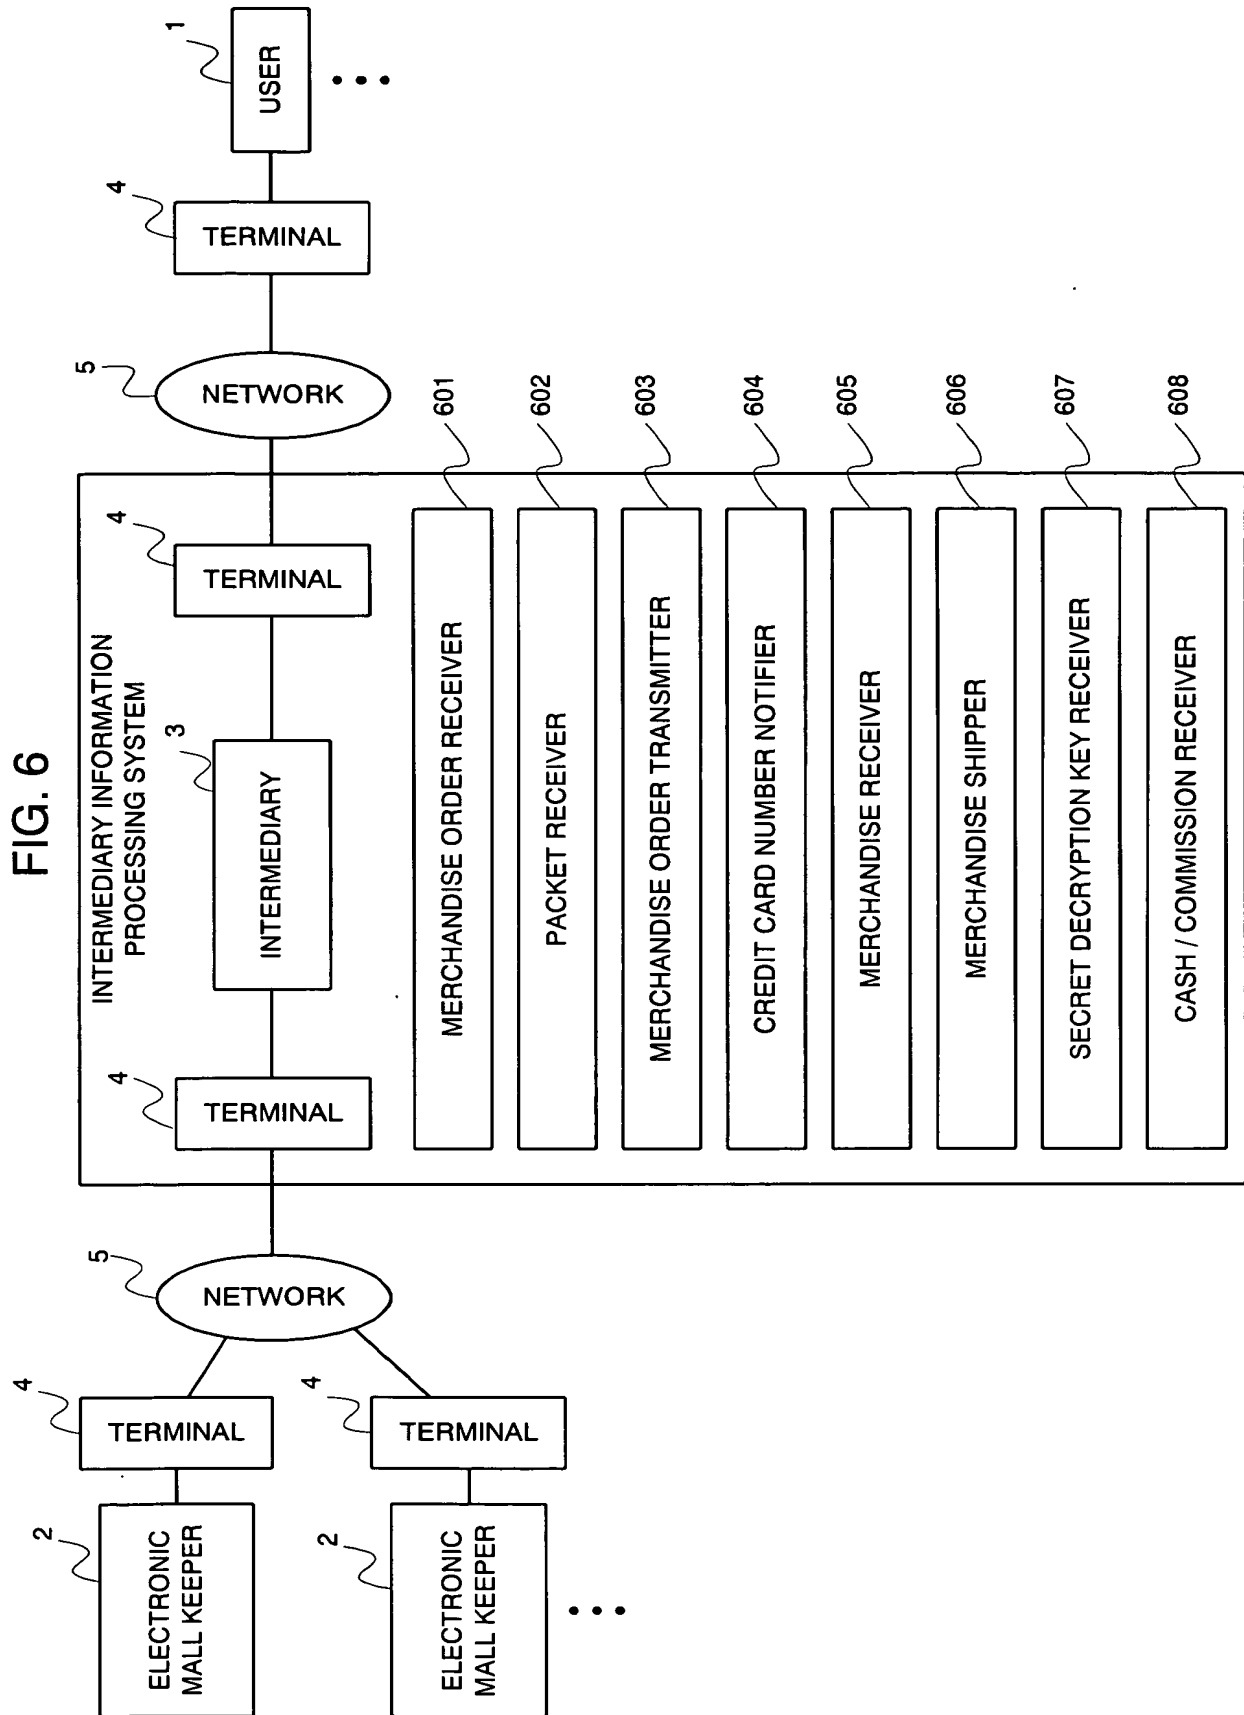 FIG. 6
INTERMEDIARY INFORMATION
PROCESSING SYSTEM
2
ELECTRONIC
MALL KEEPER
4
TERMINAL
5
NETWORK
4
TERMINAL
3
INTERMEDIARY
4
TERMINAL
5
NETWORK
4
TERMINAL
1
USER
2
ELECTRONIC
MALL KEEPER
4
TERMINAL
MERCHANDISE ORDER RECEIVER
601
PACKET RECEIVER
602
MERCHANDISE ORDER TRANSMITTER
603
CREDIT CARD NUMBER NOTIFIER
604
MERCHANDISE RECEIVER
605
MERCHANDISE SHIPPER
606
SECRET DECRYPTION KEY RECEIVER
607
CASH / COMMISSION RECEIVER
608